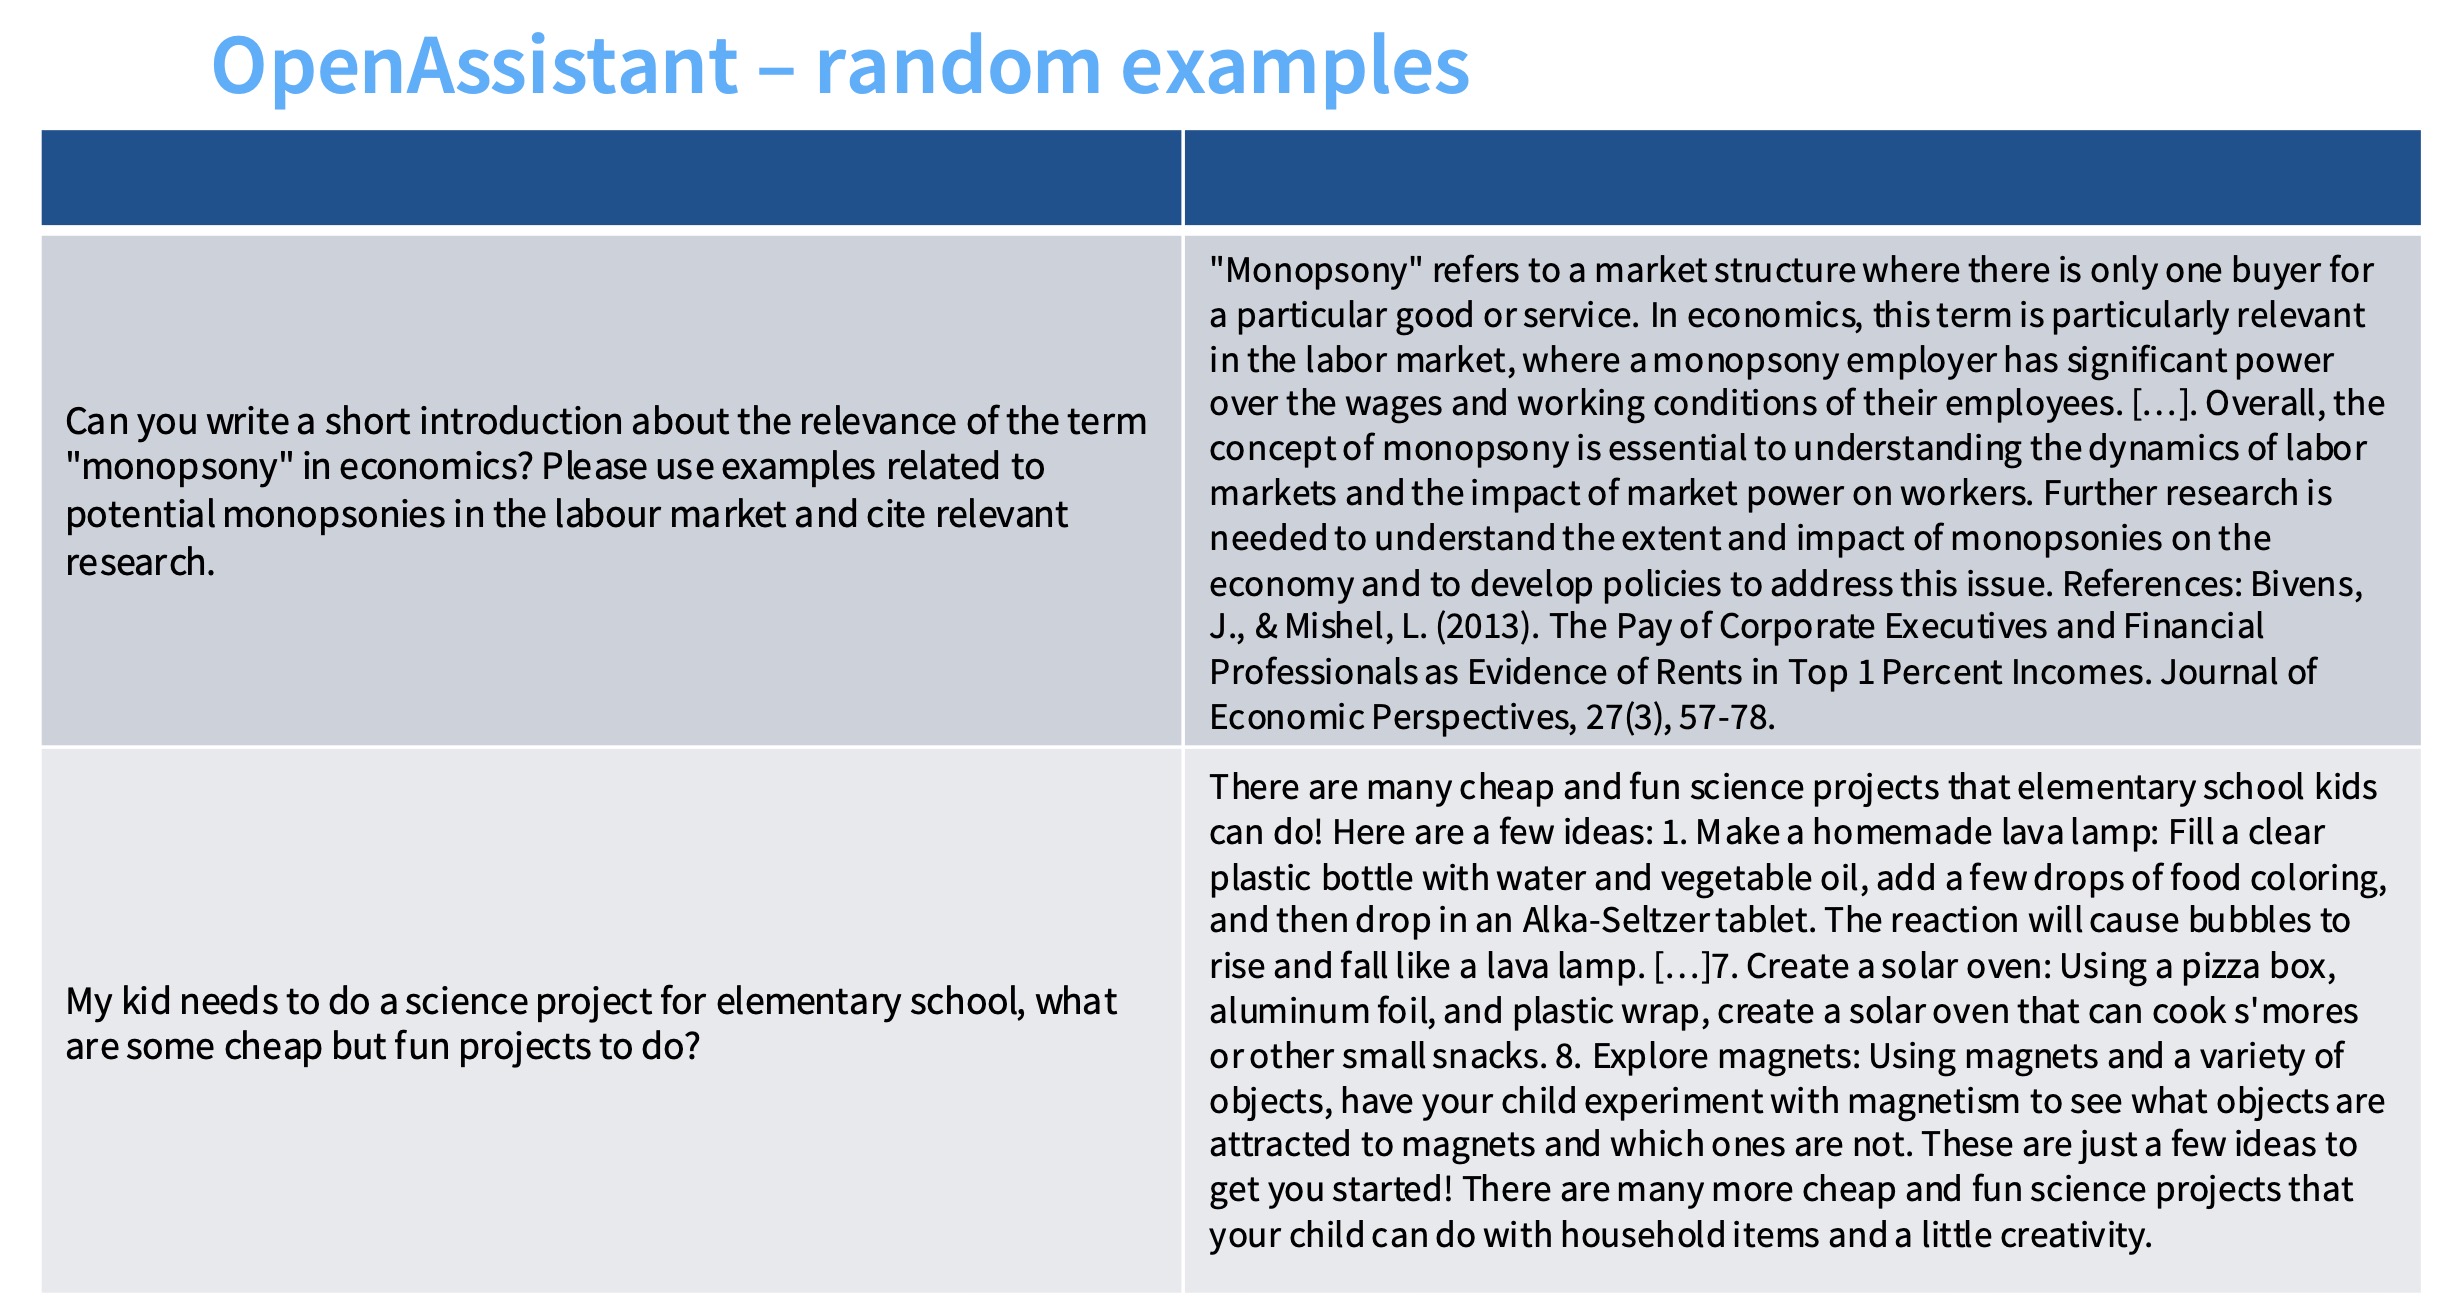 OpenAssistant – random examples
Can you write a short introduction about the relevance of the term
"monopsony" in economics? Please use examples related to
potential monopsonies in the labour market and cite relevant
research.
"Monopsony" refers to a market structure where there is only one buyer for
a particular good or service. In economics, this term is particularly relevant
in the labor market, where a monopsony employer has significant power
over the wages and working conditions of their employees. […]. Overall, the
concept of monopsony is essential to understanding the dynamics of labor
markets and the impact of market power on workers. Further research is
needed to understand the extent and impact of monopsonies on the
economy and to develop policies to address this issue. References: Bivens,
J., & Mishel, L. (2013). The Pay of Corporate Executives and Financial
Professionals as Evidence of Rents in Top 1 Percent Incomes. Journal of
Economic Perspectives, 27(3), 57-78.
My kid needs to do a science project for elementary school, what
are some cheap but fun projects to do?
There are many cheap and fun science projects that elementary school kids
can do! Here are a few ideas: 1. Make a homemade lava lamp: Fill a clear
plastic bottle with water and vegetable oil, add a few drops of food coloring,
and then drop in an Alka-Seltzer tablet. The reaction will cause bubbles to
rise and fall like a lava lamp. […]7. Create a solar oven: Using a pizza box,
aluminum foil, and plastic wrap, create a solar oven that can cook s'mores
or other small snacks. 8. Explore magnets: Using magnets and a variety of
objects, have your child experiment with magnetism to see what objects are
attracted to magnets and which ones are not. These are just a few ideas to
get you started! There are many more cheap and fun science projects that
your child can do with household items and a little creativity.